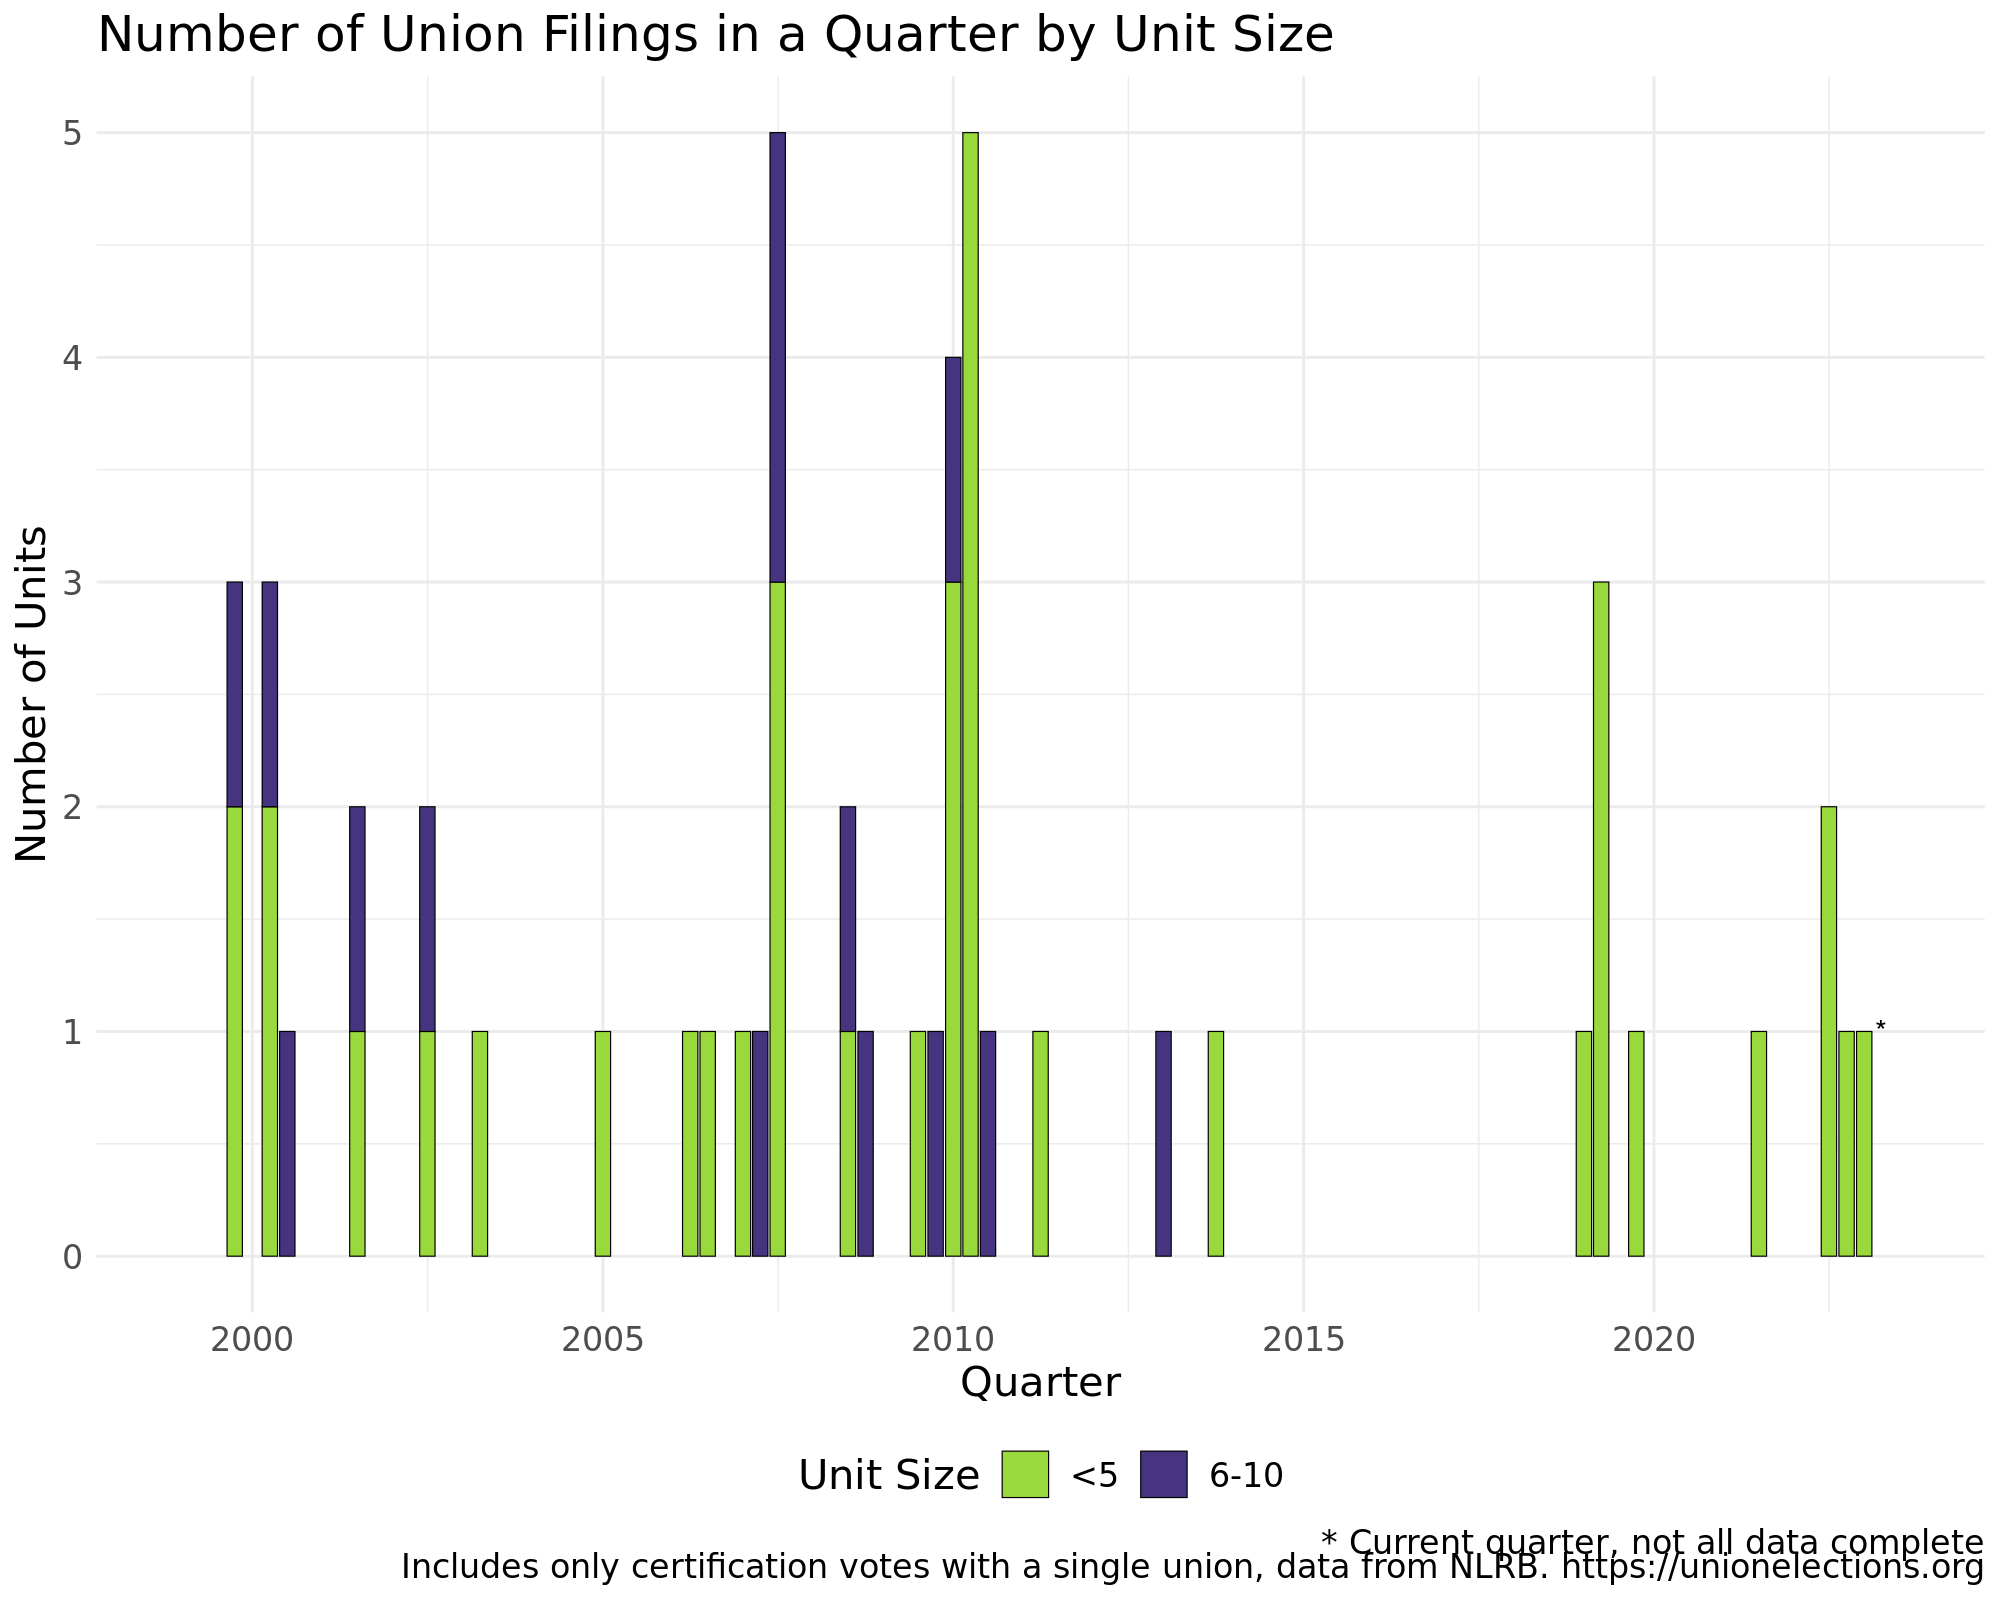 Number of Union Filings in a Quarter by Unit Size
Number of Units
5
4
3
2
1
0
*
2000 2005 2010 2015 2020
Quarter
Unit Size <5 6-10
* Current quarter, not all data complete
Includes only certification votes with a single union, data from NLRB. https://unionelections.org